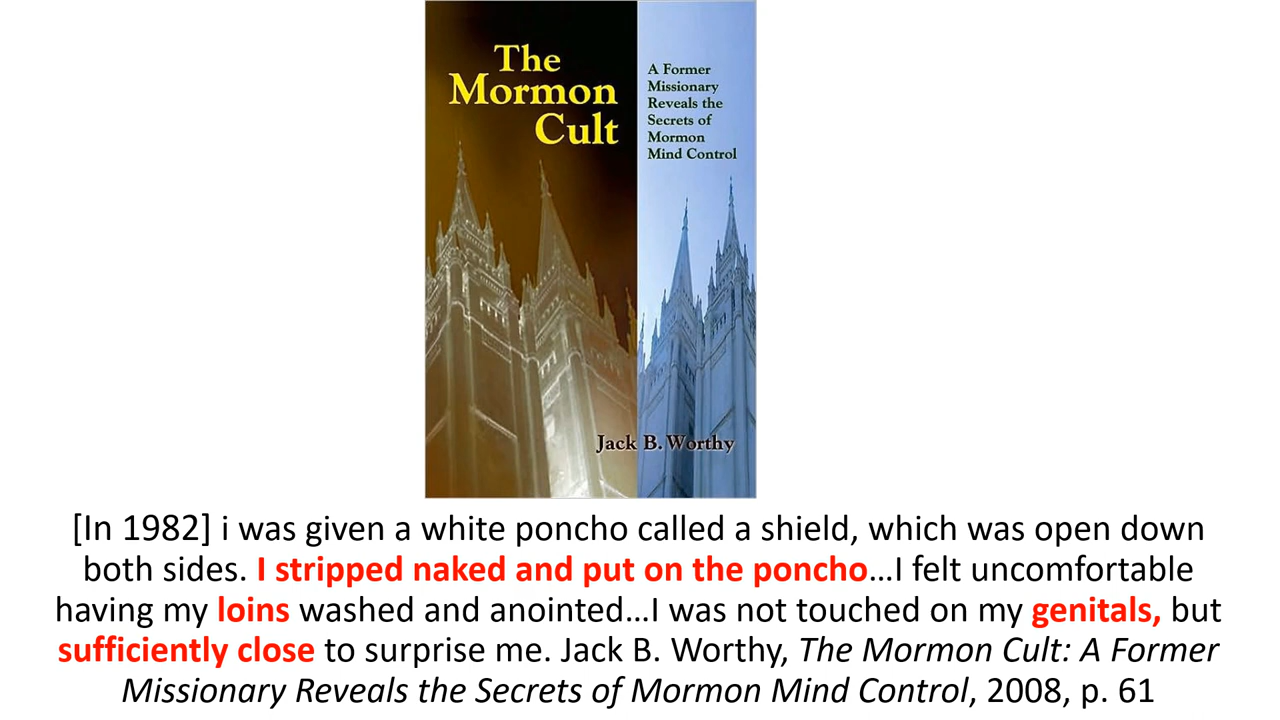 The
Mormon
Cult
A Former
Missionary
Reveals the
Secrets of
Mormon
Mind Control
Jack B. Worthy
[In 1982] i was given a white poncho called a shield, which was open down
both sides. I stripped naked and put on the poncho…I felt uncomfortable
having my loins washed and anointed…I was not touched on my genitals, but
sufficiently close to surprise me. Jack B. Worthy, The Mormon Cult: A Former
Missionary Reveals the Secrets of Mormon Mind Control, 2008, p. 61